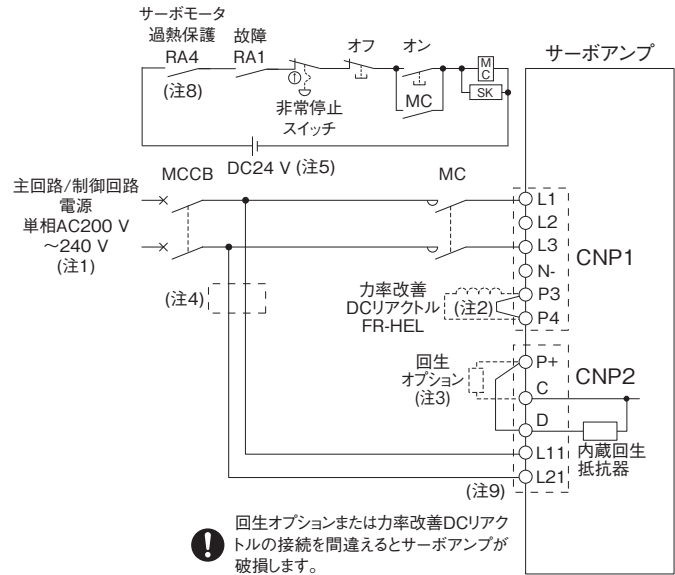 サーボモータ
過熱保護 故障
RA4 RA1
(注8)
オフ オン
MC
SK
MC
非常停止
スイッチ
サーボアンプ
DC24 V (注5)
MCCB
MC
主回路/制御回路
電源
単相AC200 V
～240 V
(注1)
(注4)
力率改善
DCリアクトル
FR-HEL
(注2)
L1
L2
L3
N-
P3
P4
CNP1
回生
オプション
(注3)
P+
C
D
L11
L21
CNP2
内蔵回生
抵抗器
(注9)
回生オプションまたは力率改善DCリアク
トルの接続を間違えるとサーボアンプが
破損します。